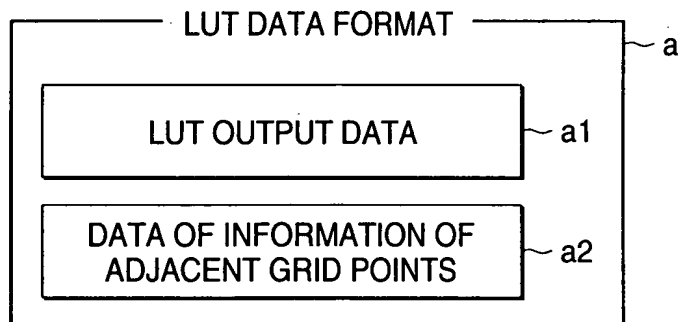 LUT DATA FORMAT
a
LUT OUTPUT DATA
a1
DATA OF INFORMATION OF
ADJACENT GRID POINTS
a2